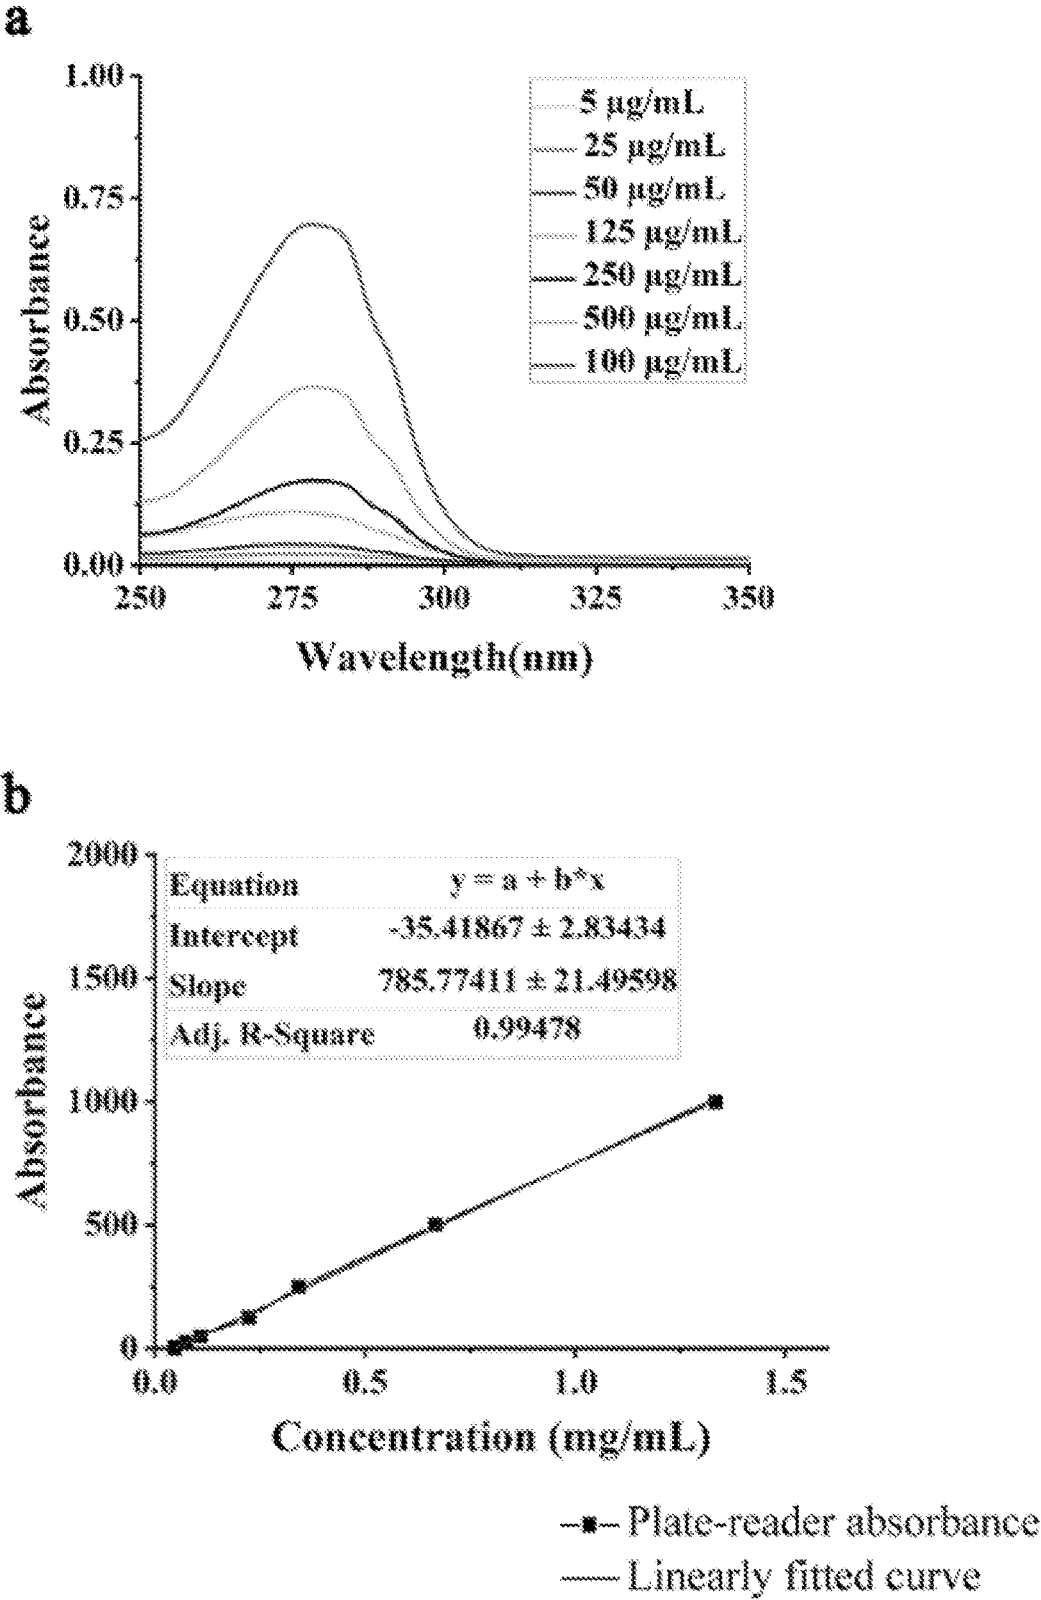 a
1.00
0.75
0.50
0.25
0.00
Absorbance
5 µg/mL
25 µg/mL
50 µg/mL
125 µg/mL
250 µg/mL
500 µg/mL
100 µg/mL
250 275 300 325 350
Wavelength(nm)
b
2000
1500
1000
500
0
Absorbance
Equation y = a + b*x
Intercept -35.41867 ± 2.83434
Slope 785.77411 ± 21.49598
Adj. R-Square 0.99478
0.0 0.5 1.0 1.5
Concentration (mg/mL)
Plate-reader absorbance
Linearly fitted curve